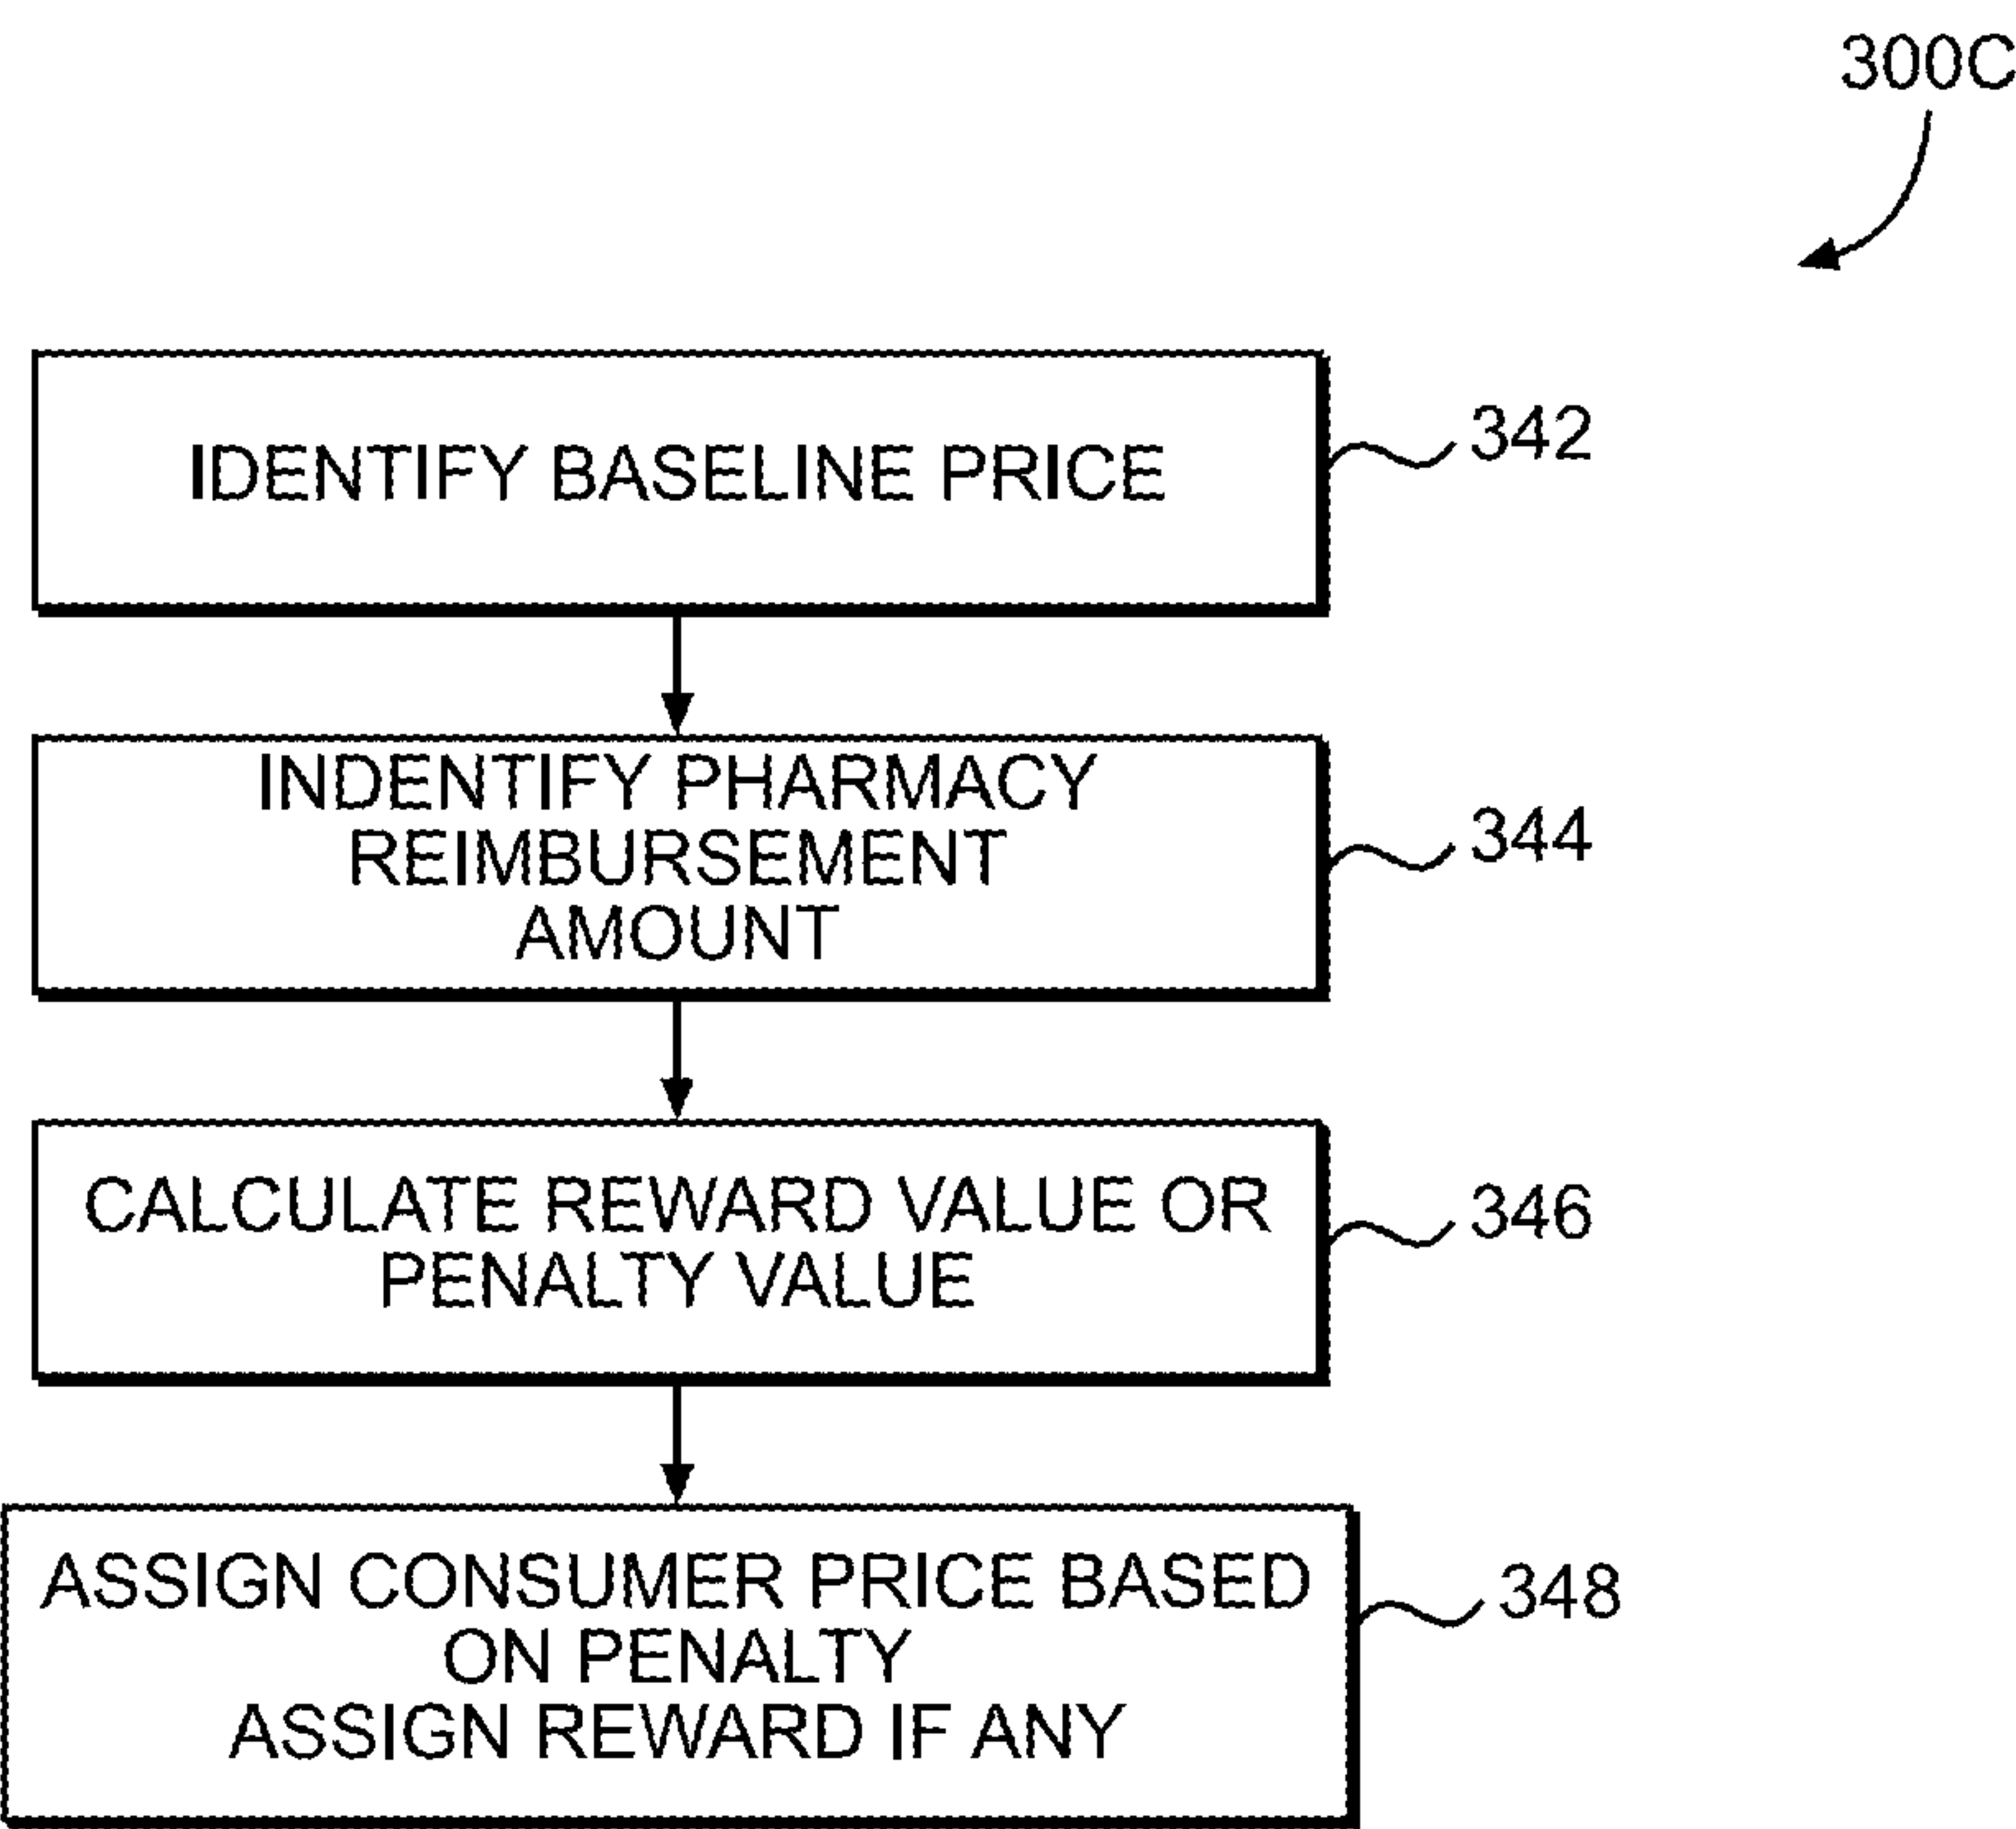 300C
IDENTIFY BASELINE PRICE
342
INDENTIFY PHARMACY
REIMBURSEMENT
AMOUNT
344
CALCULATE REWARD VALUE OR
PENALTY VALUE
346
ASSIGN CONSUMER PRICE BASED
ON PENALTY
ASSIGN REWARD IF ANY
348